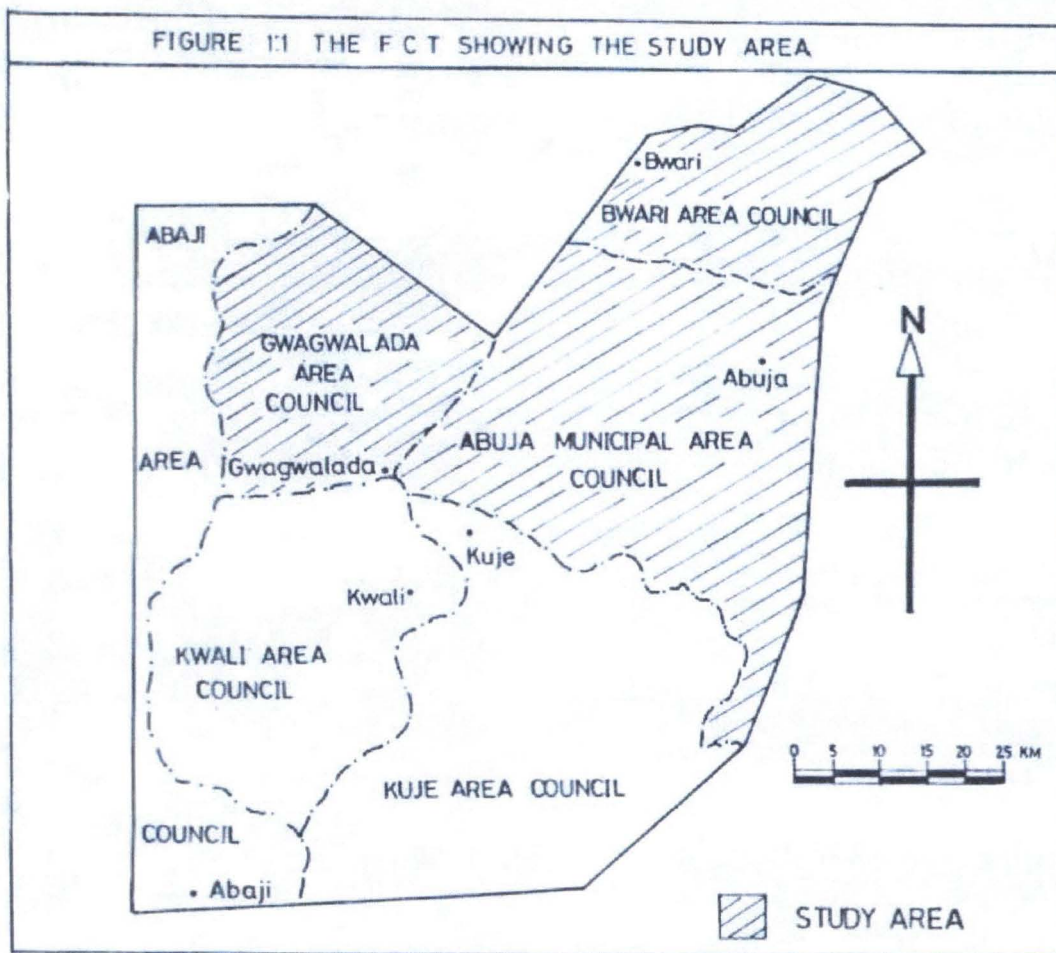 FIGURE 1:1 THE F C T SHOWING THE STUDY AREA
Bwari
BWARI AREA COUNCIL
ABAJI
N
GWAGWALADA
AREA
COUNCIL
Abuja
ABUJA MUNICIPAL AREA
COUNCIL
AREA
Gwagwalada
Kuje
Kwali
KWALI AREA
COUNCIL
0 5 10 15 20 25 KM
KUJE AREA COUNCIL
COUNCIL
Abaji
STUDY AREA